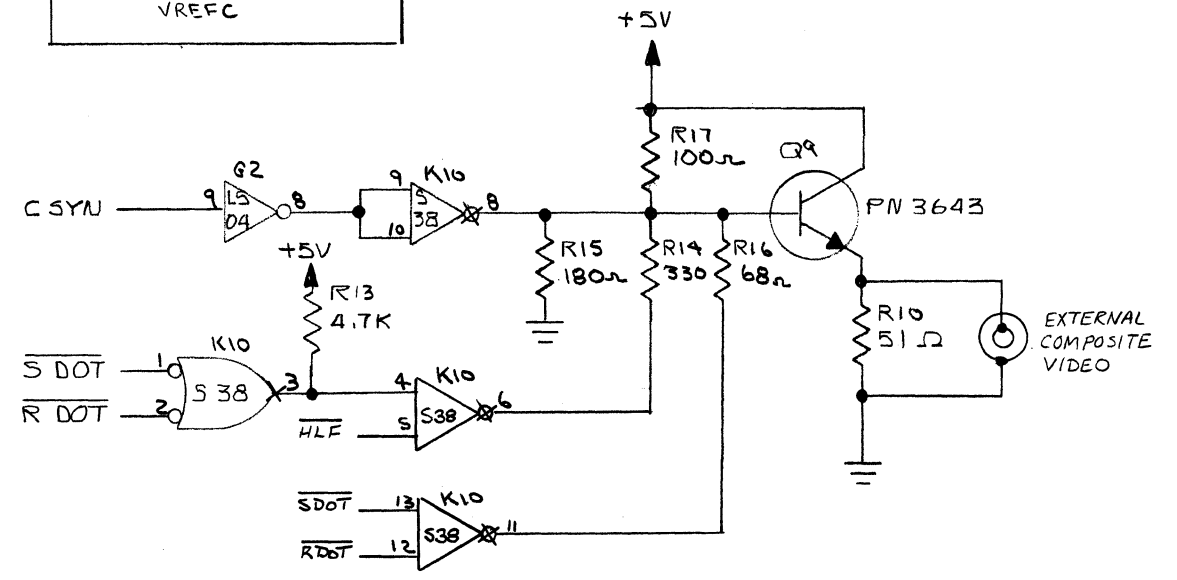 VREFC
+5V
R17
100Ω
Q9
PN 3643
C SYN
9
G2
LS
04
8
9
10
K10
S
38
8
R15
180Ω
R14
330
R16
68Ω
+5V
R13
4.7K
R10
51 Ω
EXTERNAL
COMPOSITE
VIDEO
S DOT
1
R DOT
2
K10
S 38
3
4
HLF
5
K10
S38
6
SDOT
13
RDOT
12
K10
S38
11